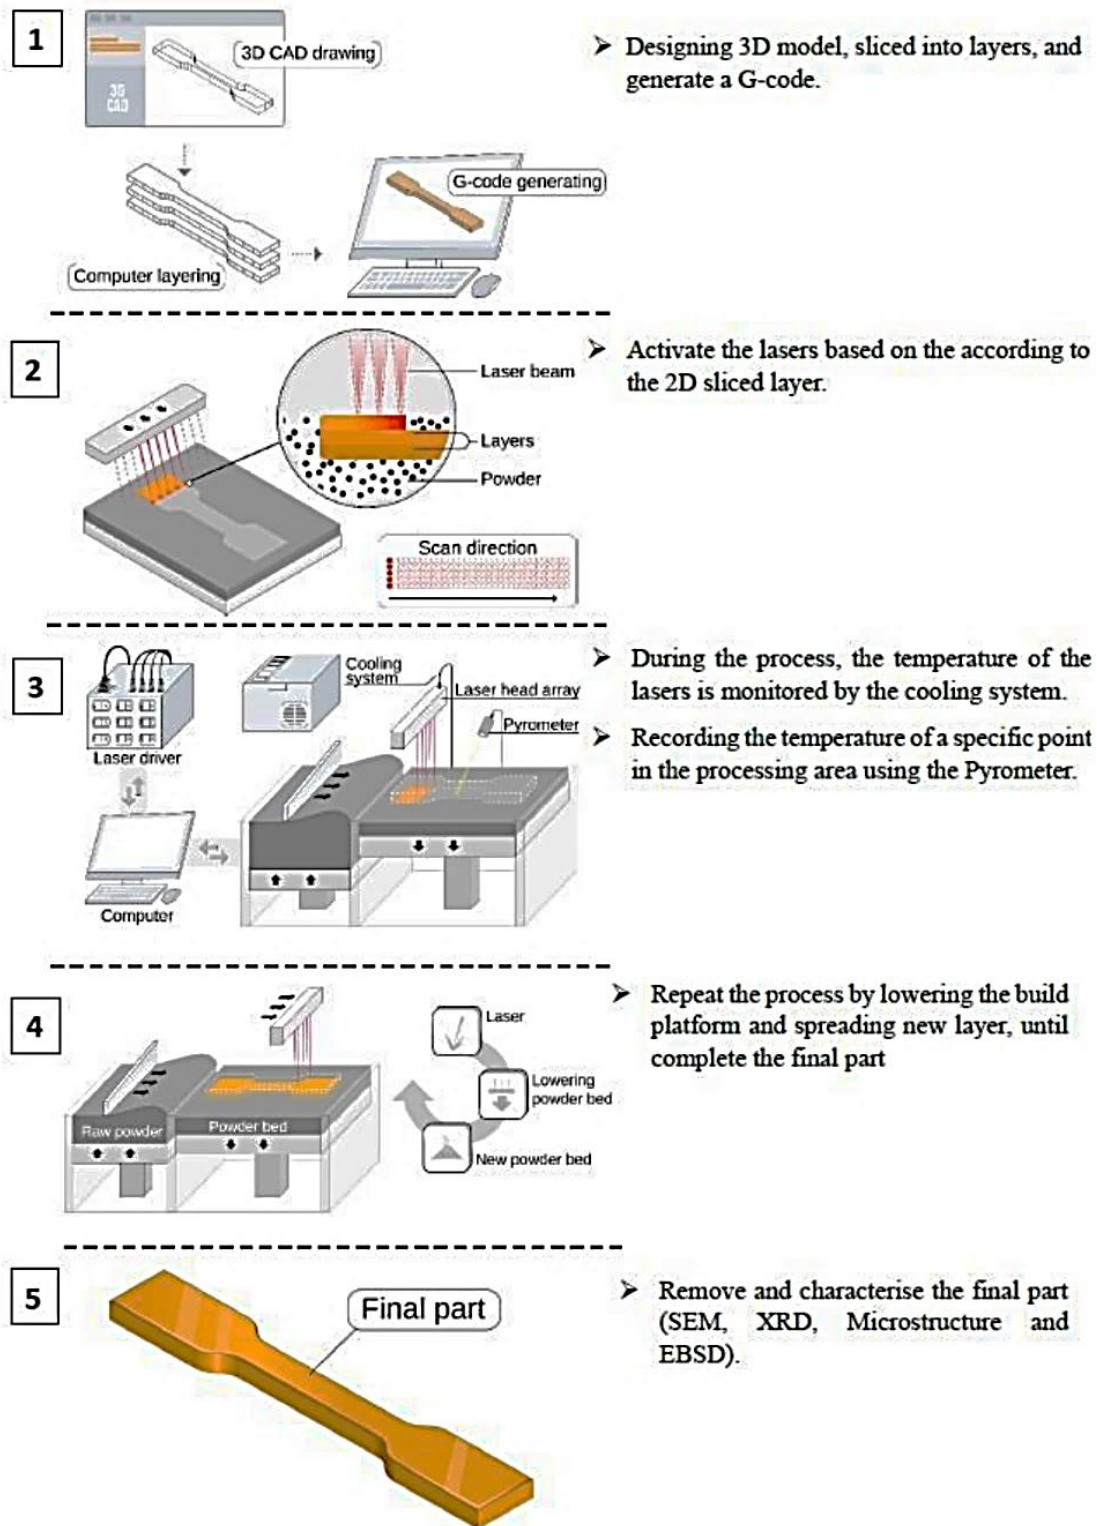 1
3D CAD drawing
3D
CAD
Computer layering
G-code generating
➢ Designing 3D model, sliced into layers, and
generate a G-code.
2
Laser beam
Layers
Powder
Scan direction
➢ Activate the lasers based on the according to
the 2D sliced layer.
3
Laser driver
Computer
Cooling
system
Laser head array
Pyrometer
➢ During the process, the temperature of the
lasers is monitored by the cooling system.
➢ Recording the temperature of a specific point
in the processing area using the Pyrometer.
4
Raw powder
Powder bed
Laser
Lowering
powder bed
New powder bed
➢ Repeat the process by lowering the build
platform and spreading new layer, until
complete the final part
5
Final part
➢ Remove and characterise the final part
(SEM, XRD, Microstructure and
EBSD).